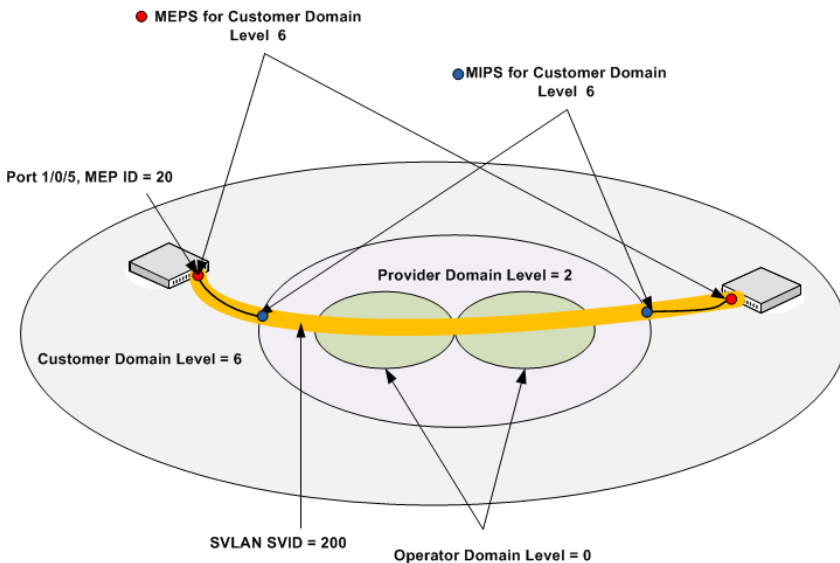 MEPS for Customer Domain
Level 6
MIPS for Customer Domain
Level 6
Port 1/0/5, MEP ID = 20
Provider Domain Level = 2
Customer Domain Level = 6
SVLAN SVID = 200
Operator Domain Level = 0